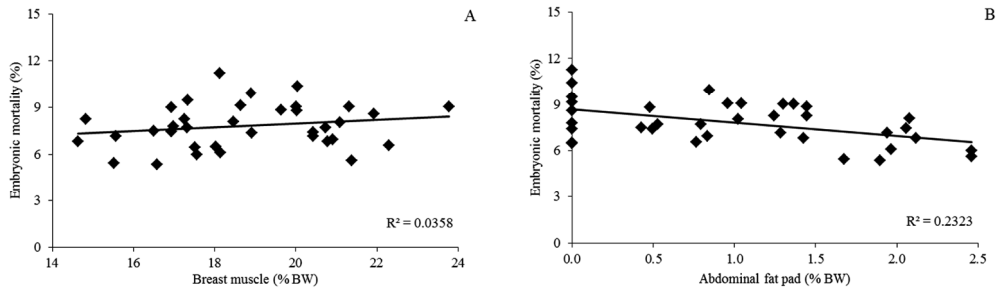 A
15
12
9
6
3
0
Embryonic mortality (%)
R² = 0.0358
14 16 18 20 22 24
Breast muscle (% BW)
B
15
12
9
6
3
0
Embryonic mortality (%)
R² = 0.2323
0.0 0.5 1.0 1.5 2.0 2.5
Abdominal fat pad (% BW)